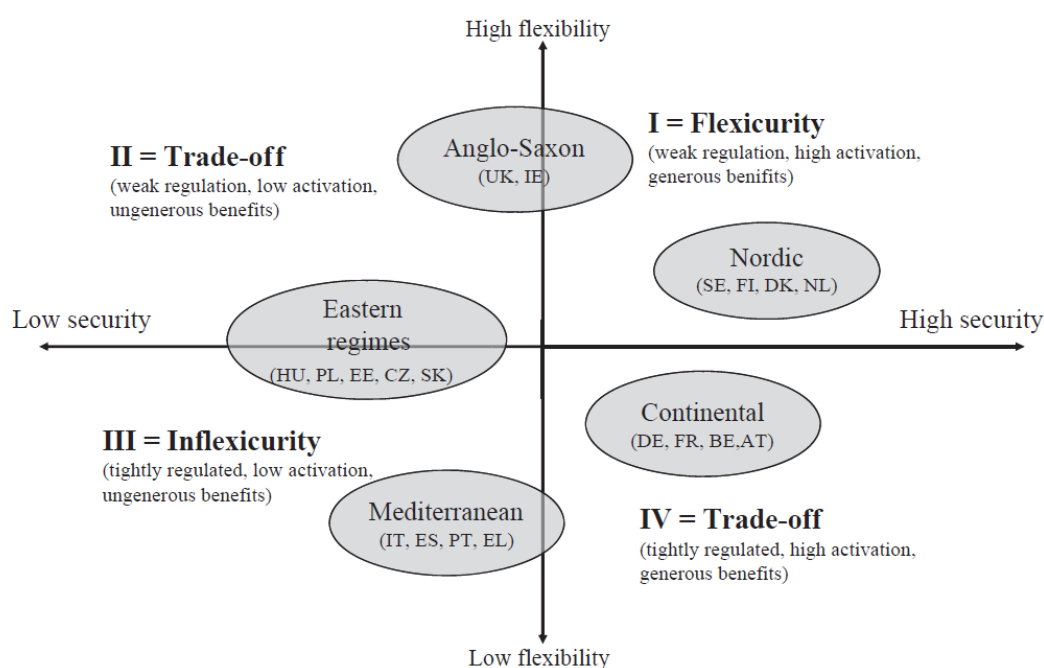 High flexibility
I = Flexicurity
(weak regulation, high activation,
generous benifits)
II = Trade-off
(weak regulation, low activation,
ungenerous benefits)
Anglo-Saxon
(UK, IE)
Nordic
(SE, FI, DK, NL)
Low security
Eastern
regimes
(HU, PL, EE, CZ, SK)
High security
Continental
(DE, FR, BE,AT)
III = Inflexicurity
(tightly regulated, low activation,
ungenerous benefits)
Mediterranean
(IT, ES, PT, EL)
IV = Trade-off
(tightly regulated, high activation,
generous benefits)
Low flexibility